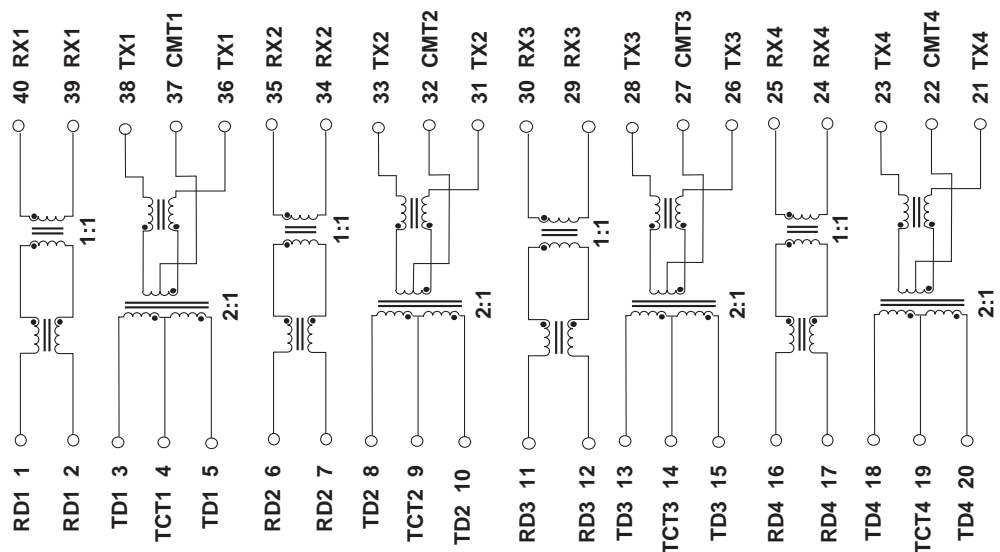 40 RX1
39 RX1
38 TX1
37 CMT1
36 TX1
35 RX2
34 RX2
33 TX2
32 CMT2
31 TX2
30 RX3
29 RX3
28 TX3
27 CMT3
26 TX3
25 RX4
24 RX4
23 TX4
22 CMT4
21 TX4
1:1
2:1
1:1
2:1
1:1
2:1
1:1
2:1
RD1 1
RD1 2
TD1 3
TCT1 4
TD1 5
RD2 6
RD2 7
TD2 8
TCT2 9
TD2 10
RD3 11
RD3 12
TD3 13
TCT3 14
TD3 15
RD4 16
RD4 17
TD4 18
TCT4 19
TD4 20